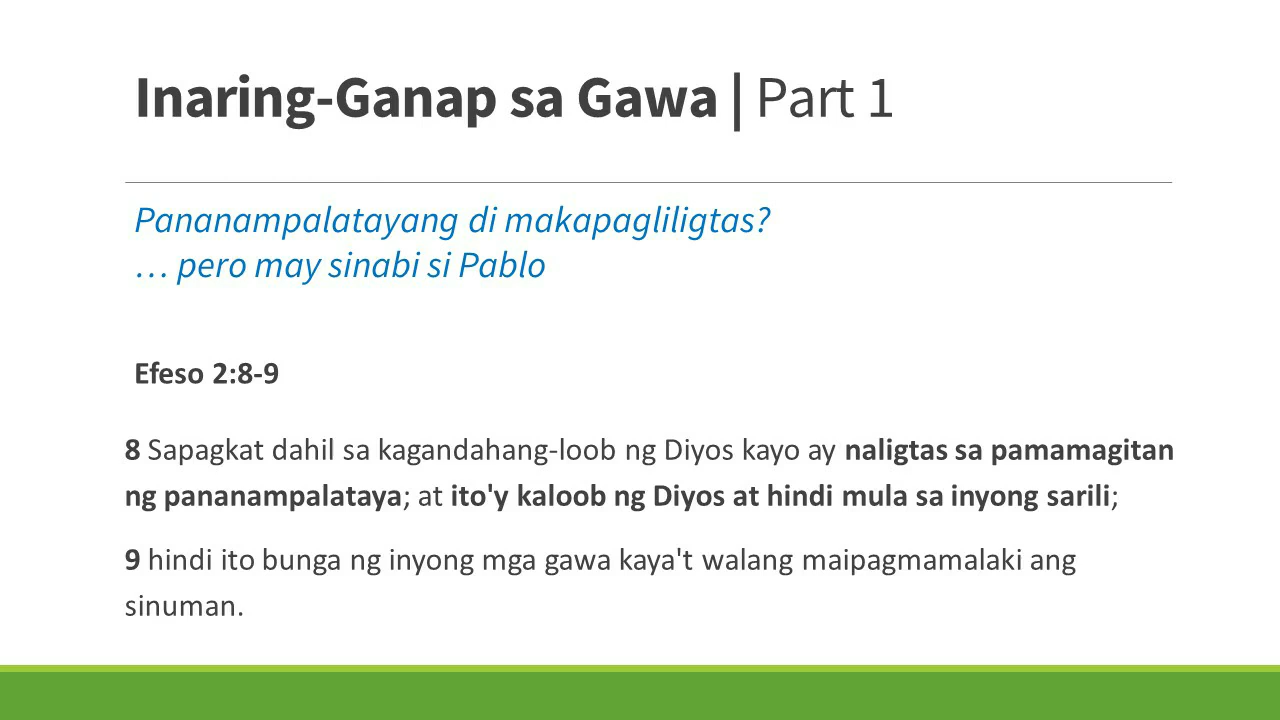 Inaring-Ganap sa Gawa | Part 1
Pananampalatayang di makapagliligtas?
… pero may sinabi si Pablo
Efeso 2:8-9
8 Sapagkat dahil sa kagandahang-loob ng Diyos kayo ay naligtas sa pamamagitan
ng pananampalataya; at ito'y kaloob ng Diyos at hindi mula sa inyong sarili;
9 hindi ito bunga ng inyong mga gawa kaya't walang maipagmamalaki ang
sinuman.